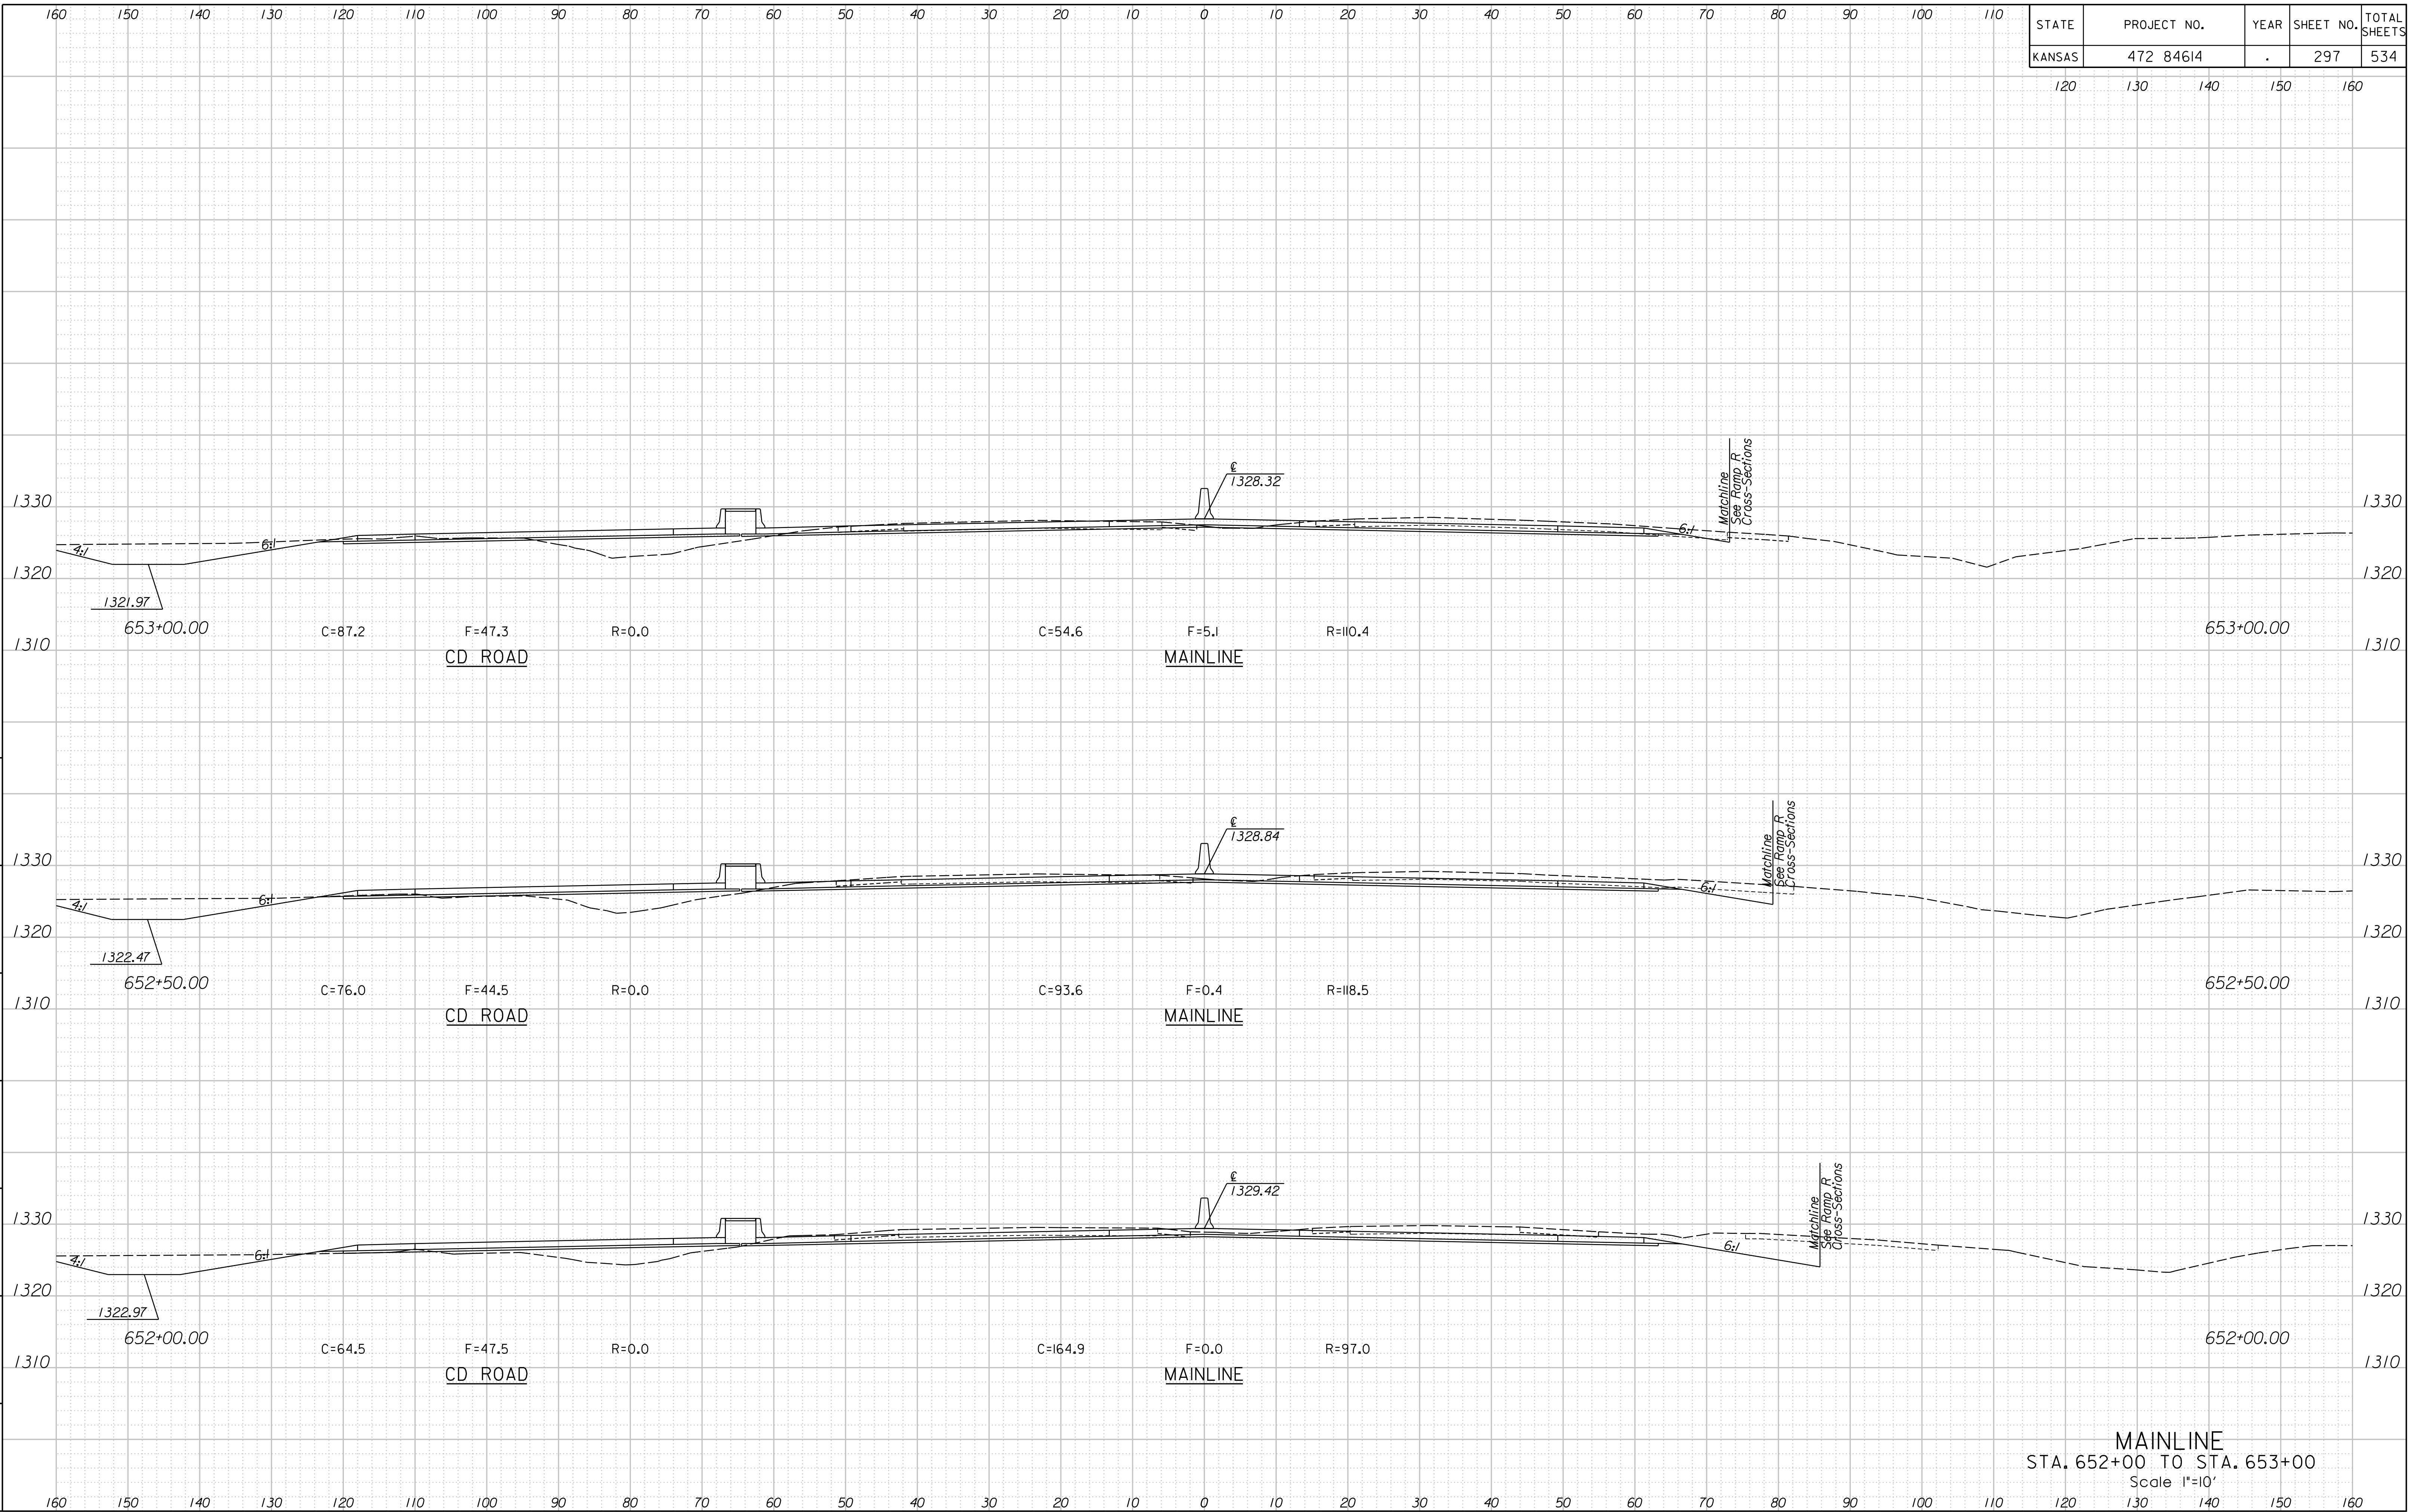 160 150 140 130 120 110 100 90 80 70 60 50 40 30 20 10 0 10 20 30 40 50 60 70 80 90 100 110
STATE PROJECT NO. YEAR SHEET NO. TOTAL SHEETS
KANSAS 472 84614 . 297 534
120 130 140 150 160
Matchline
See Ramp R
Cross-Sections
℄
1328.32
1330 1330
6:1
4:1 6:1
1320 1320
1321.97
653+00.00 653+00.00
C=87.2 F=47.3 R=0.0 C=54.6 F=5.1 R=110.4
1310 1310
CD ROAD MAINLINE
Matchline
See Ramp R
Cross-Sections
℄
1328.84
1330 1330
6:1
4:1 6:1
1320 1320
1322.47
652+50.00 652+50.00
C=76.0 F=44.5 R=0.0 C=93.6 F=0.4 R=118.5
1310 1310
CD ROAD MAINLINE
Matchline
See Ramp R
Cross-Sections
℄
1329.42
1330 1330
6:1
4:1 6:1
1320 1320
1322.97
652+00.00 652+00.00
C=64.5 F=47.5 R=0.0 C=164.9 F=0.0 R=97.0
1310 1310
CD ROAD MAINLINE
MAINLINE
STA. 652+00 TO STA. 653+00
Scale 1"=10'
160 150 140 130 120 110 100 90 80 70 60 50 40 30 20 10 0 10 20 30 40 50 60 70 80 90 100 110 120 130 140 150 160